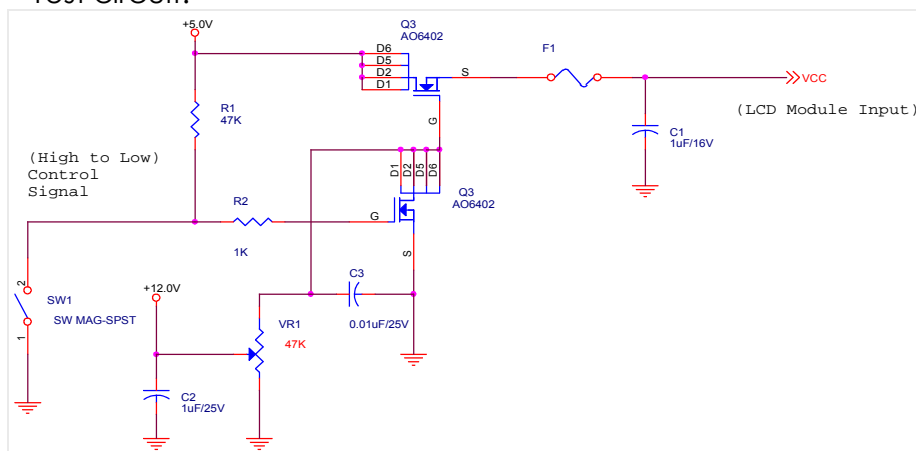 Test Circuit:
+5.0V
Q3
AO6402
D6
D5
D2
D1
S
G
F1
VCC
(LCD Module Input)
R1
47K
C1
1uF/16V
(High to Low)
Control
Signal
D1
D2
D5
D6
Q3
AO6402
R2
G
1K
S
+12.0V
C3
0.01uF/25V
2
SW1
SW MAG-SPST
1
VR1
47K
C2
1uF/25V